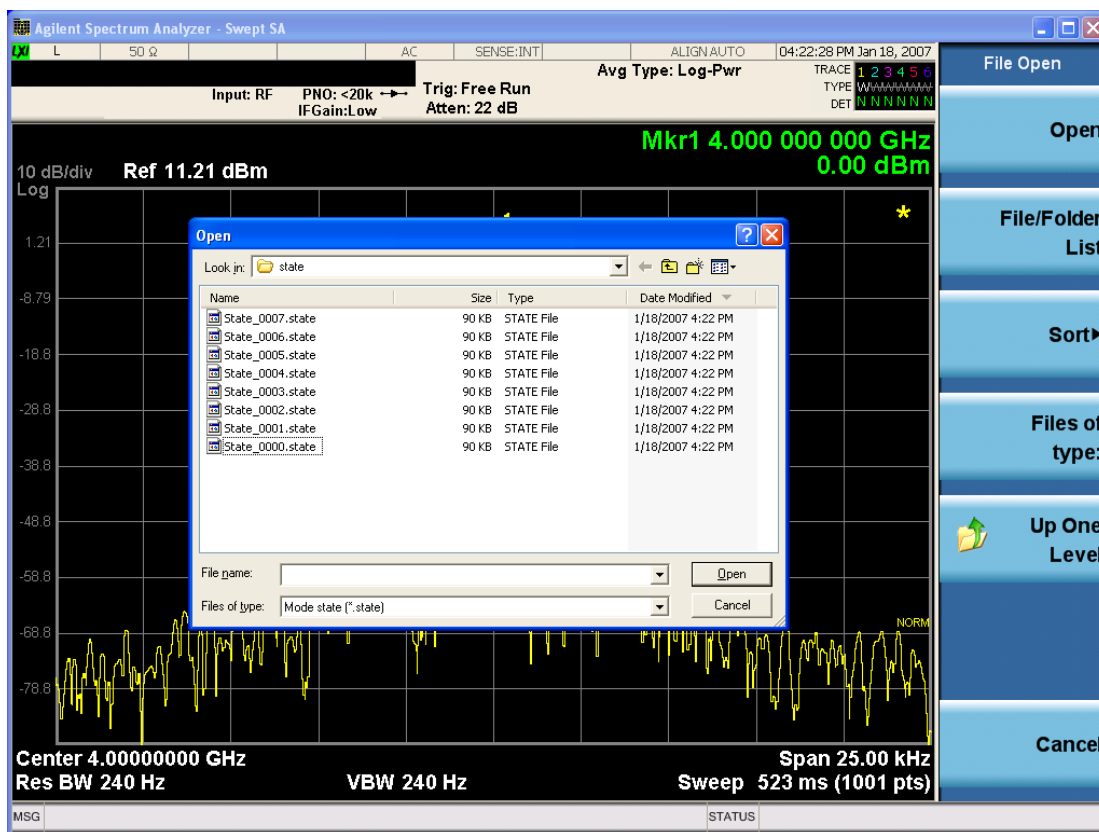 Agilent Spectrum Analyzer - Swept SA
LXI L 50 Ω AC SENSE:INT ALIGN AUTO 04:22:28 PM Jan 18, 2007
File Open
Input: RF
PNO: <20k
IFGain:Low
Trig: Free Run
Atten: 22 dB
Avg Type: Log-Pwr
TRACE 1 2 3 4 5 6
TYPE WWWWWW
DET N N N N N N
Mkr1 4.000 000 000 GHz
0.00 dBm
10 dB/div Ref 11.21 dBm
Log
1.21
-8.79
-18.8
-28.8
-38.8
-48.8
-58.8
-68.8
-78.8
Open
Look in: state
Name Size Type Date Modified
State_0007.state 90 KB STATE File 1/18/2007 4:22 PM
State_0006.state 90 KB STATE File 1/18/2007 4:22 PM
State_0005.state 90 KB STATE File 1/18/2007 4:22 PM
State_0004.state 90 KB STATE File 1/18/2007 4:22 PM
State_0003.state 90 KB STATE File 1/18/2007 4:22 PM
State_0002.state 90 KB STATE File 1/18/2007 4:22 PM
State_0001.state 90 KB STATE File 1/18/2007 4:22 PM
State_0000.state 90 KB STATE File 1/18/2007 4:22 PM
File name: Open
Files of type: Mode state (*.state) Cancel
NORM
Center 4.00000000 GHz Span 25.00 kHz
Res BW 240 Hz VBW 240 Hz Sweep 523 ms (1001 pts)
MSG STATUS
Open
File/Folder
List
Sort
Files of
type:
Up One
Level
Cancel